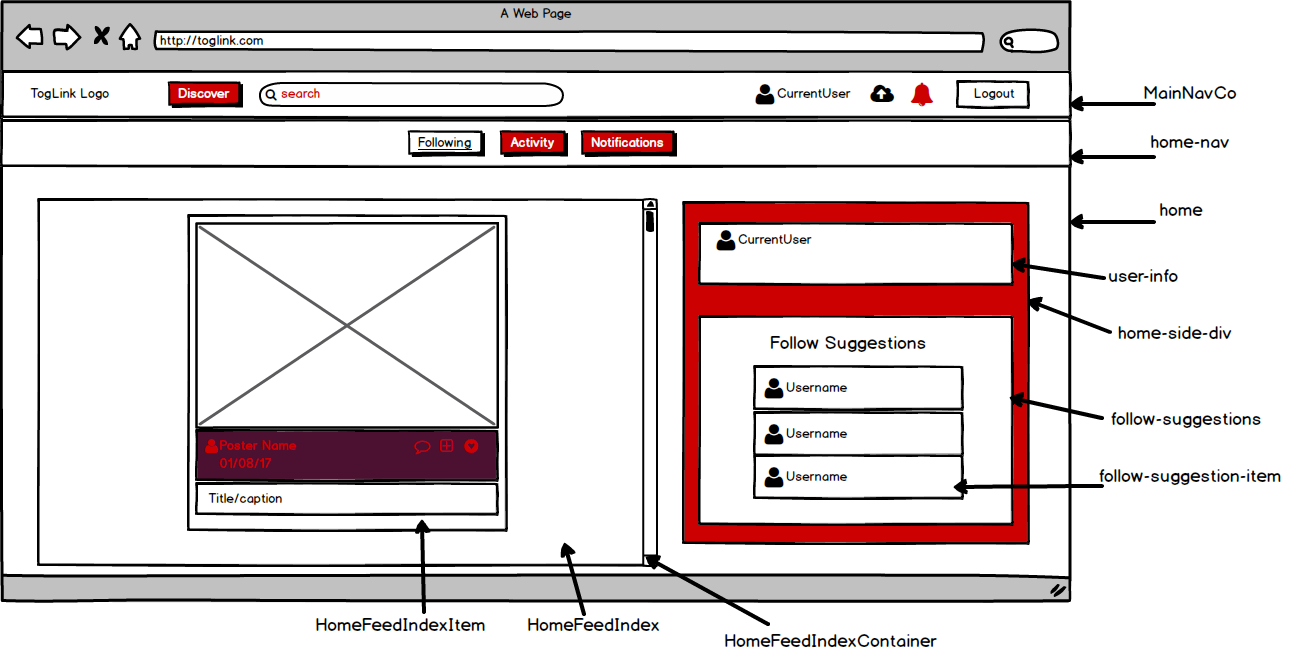 A Web Page
http://toglink.com
TogLink Logo
Discover
search
CurrentUser
Logout
MainNavCo
Following
Activity
Notifications
home-nav
home
CurrentUser
user-info
home-side-div
Follow Suggestions
Username
Username
Username
follow-suggestions
follow-suggestion-item
Poster Name
01/08/17
Title/caption
HomeFeedIndexItem
HomeFeedIndex
HomeFeedIndexContainer